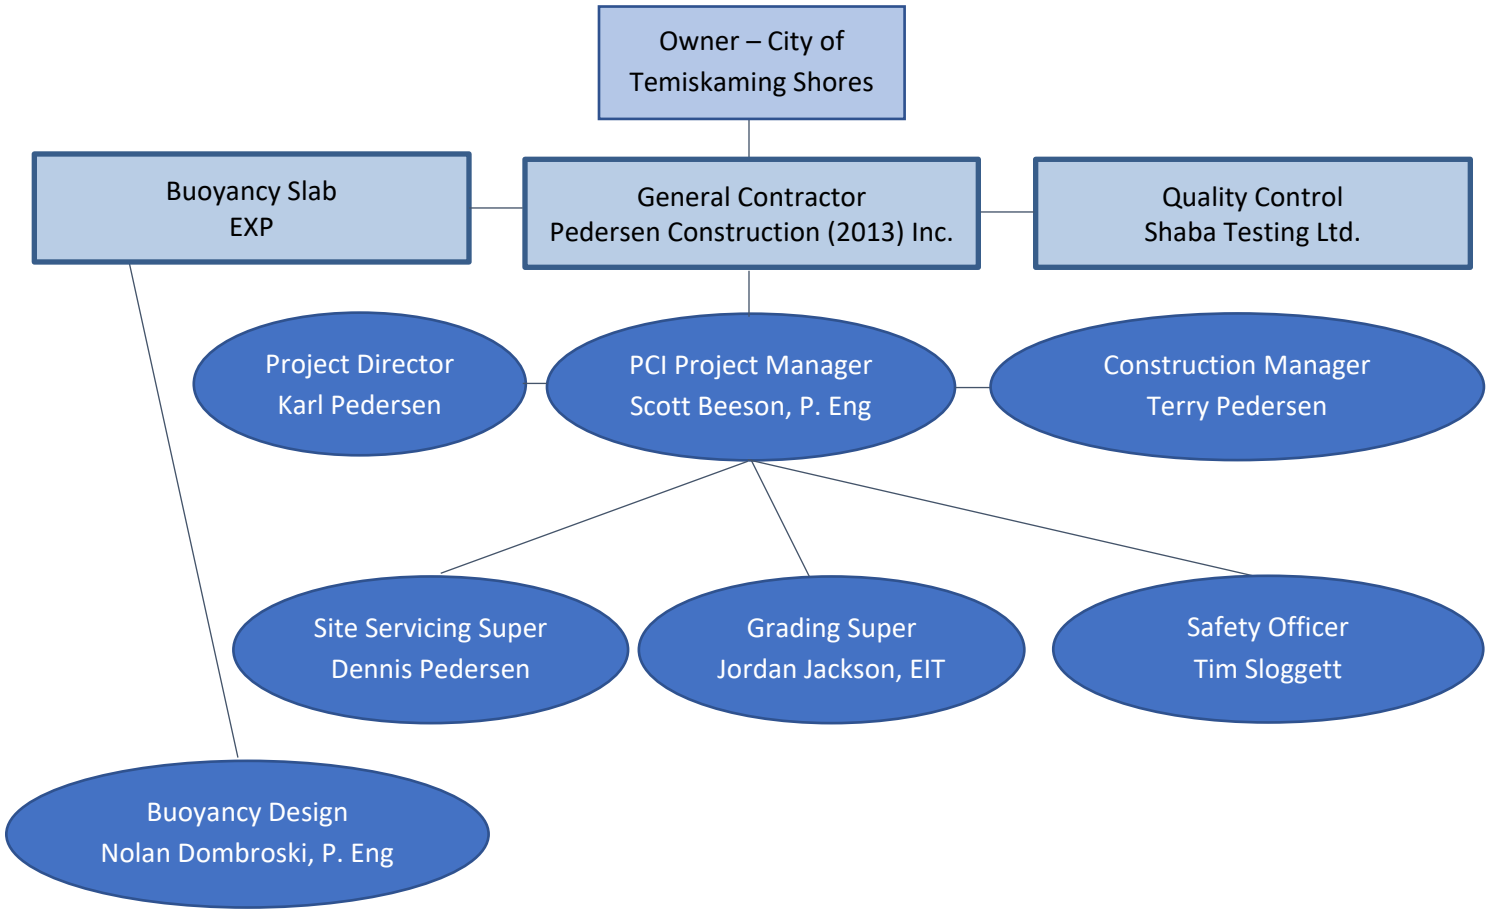 Owner – City of
Temiskaming Shores
Buoyancy Slab
EXP
General Contractor
Pedersen Construction (2013) Inc.
Quality Control
Shaba Testing Ltd.
Project Director
Karl Pedersen
PCI Project Manager
Scott Beeson, P. Eng
Construction Manager
Terry Pedersen
Site Servicing Super
Dennis Pedersen
Grading Super
Jordan Jackson, EIT
Safety Officer
Tim Sloggett
Buoyancy Design
Nolan Dombroski, P. Eng